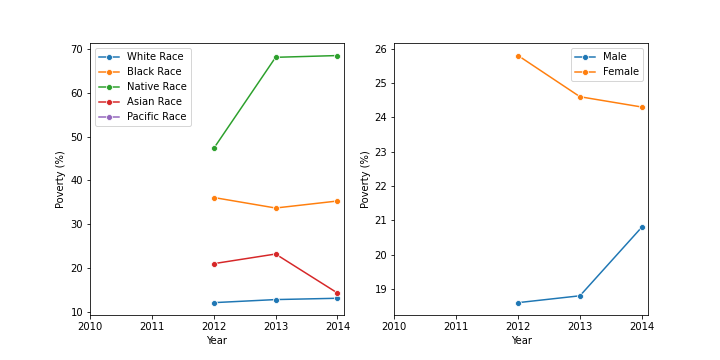 70
60
50
40
30
20
10
Poverty (%)
White Race
Black Race
Native Race
Asian Race
Pacific Race
2010 2011 2012 2013 2014
Year
26
25
24
23
22
21
20
19
Poverty (%)
Male
Female
2010 2011 2012 2013 2014
Year